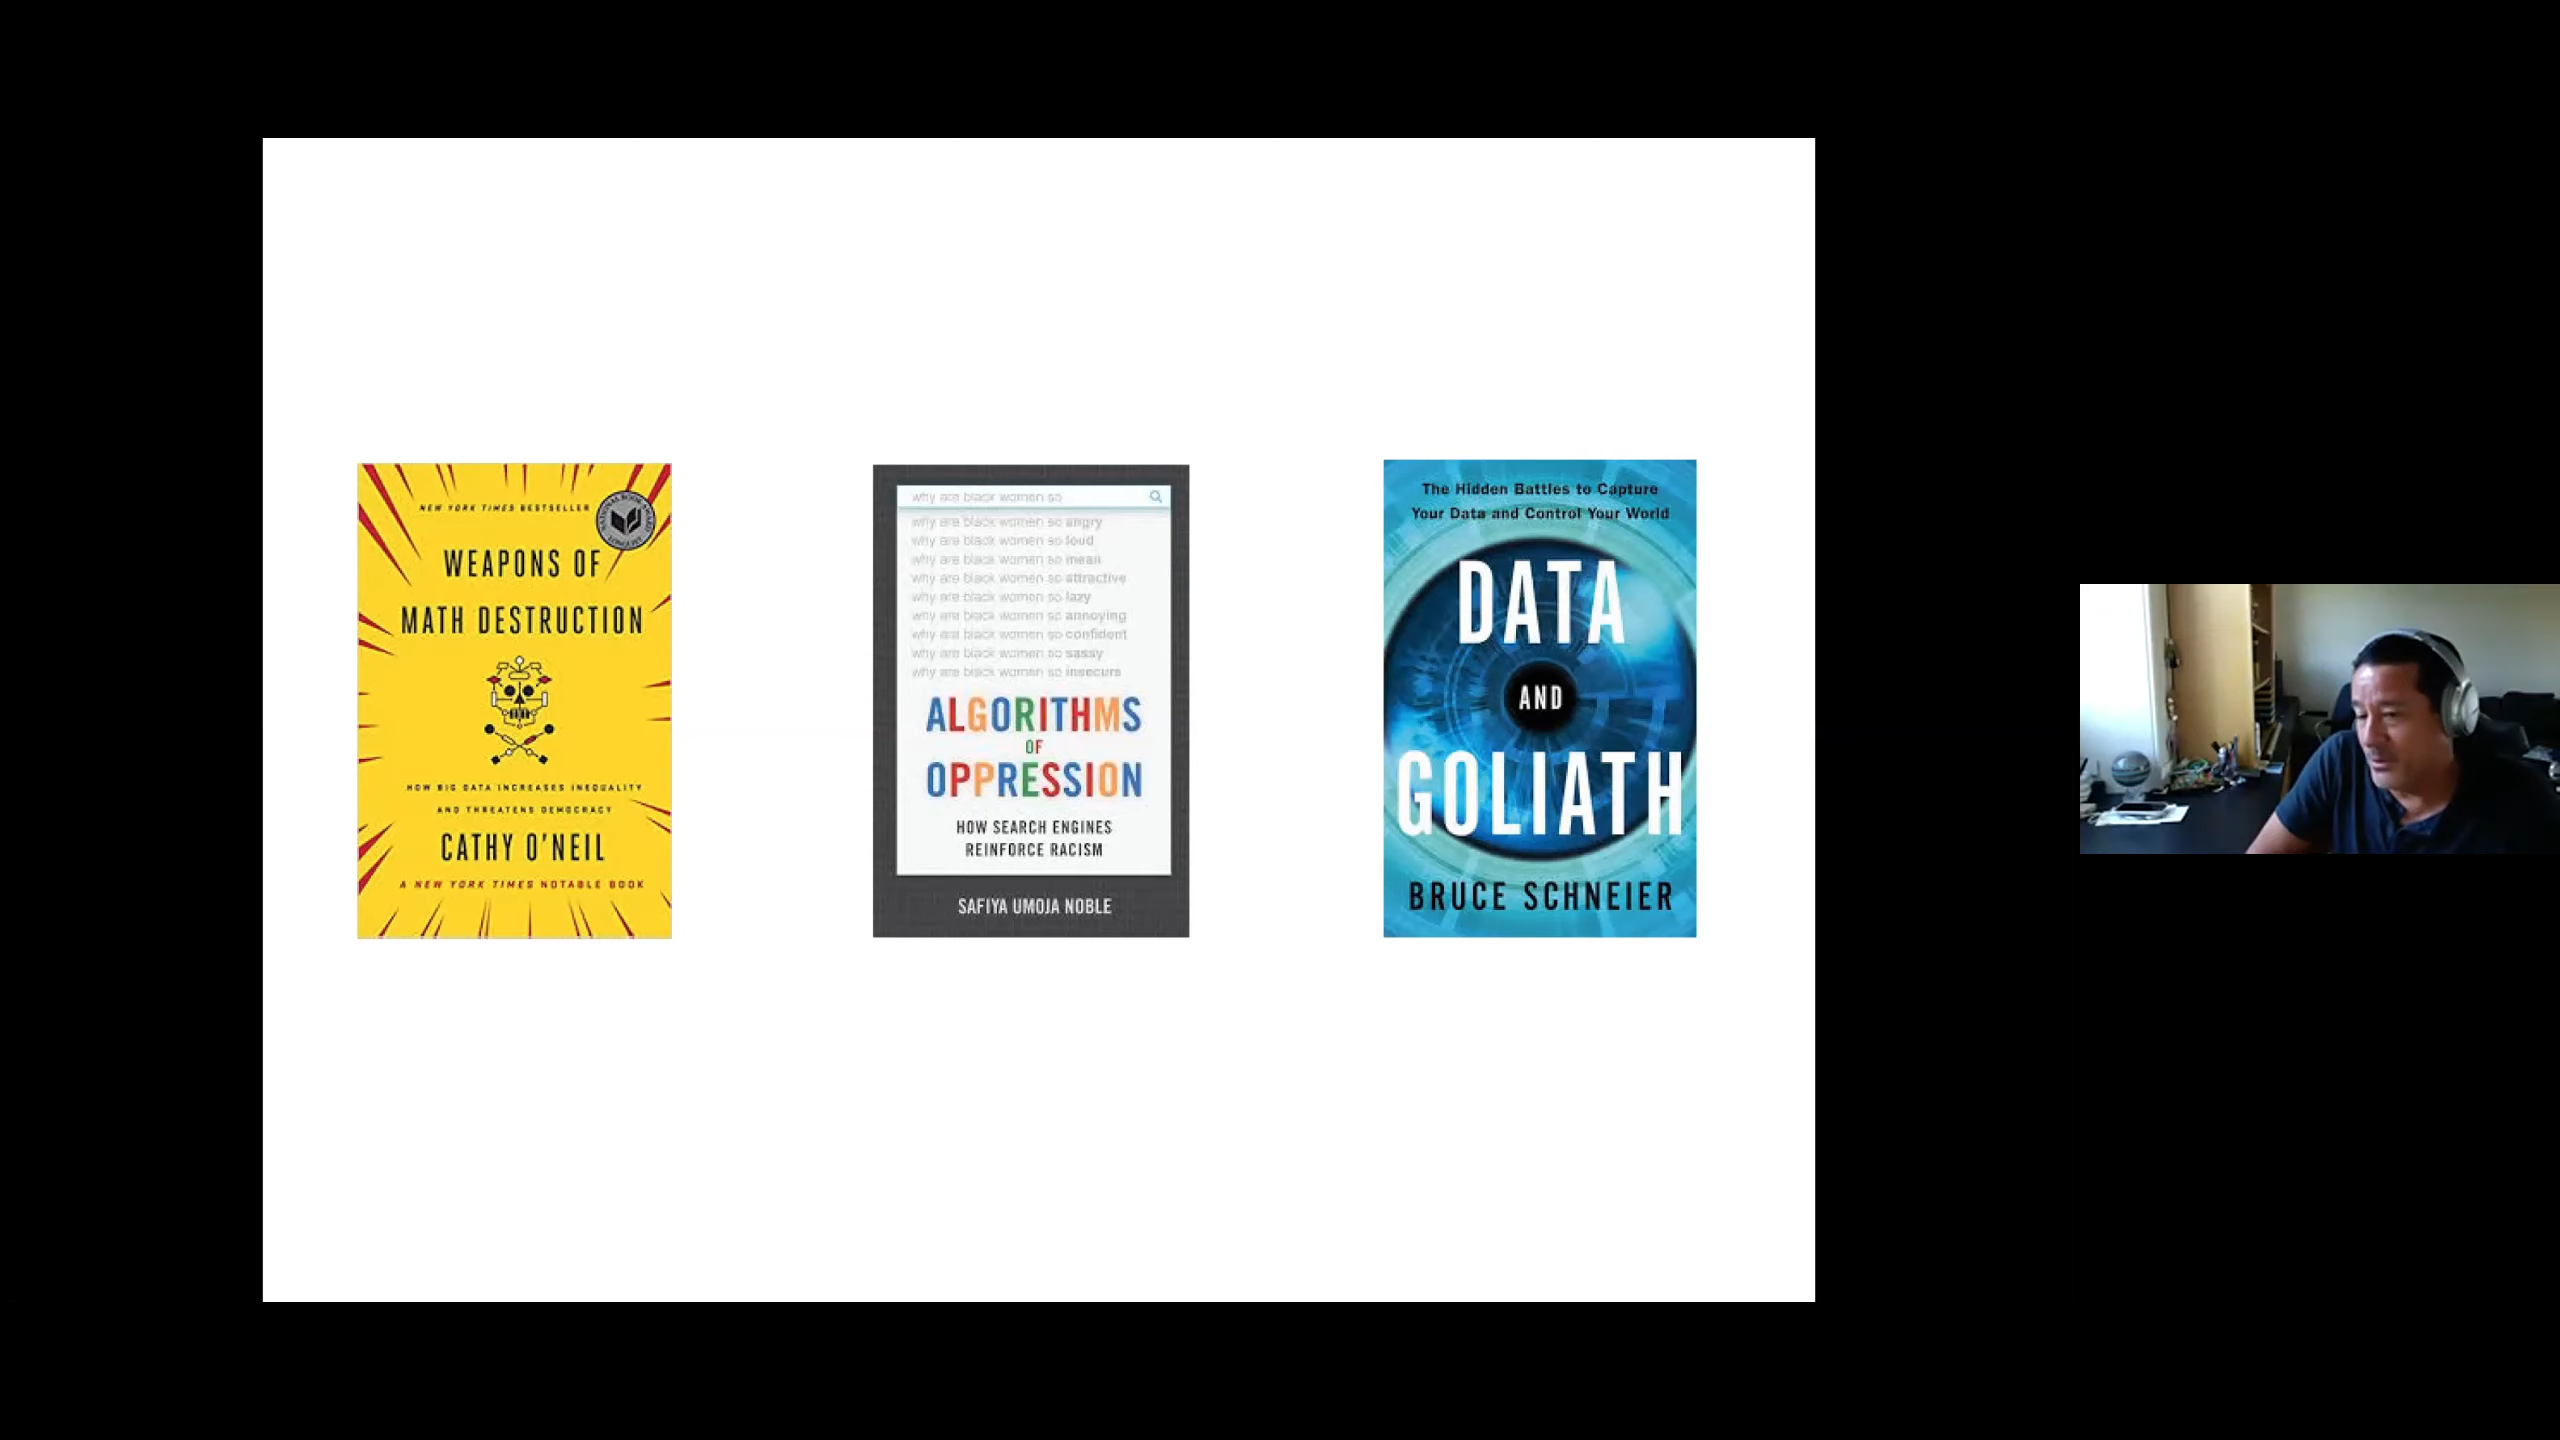 NEW YORK TIMES BESTSELLER
NATIONAL BOOK AWARD LONGLIST
WEAPONS OF
MATH DESTRUCTION
HOW BIG DATA INCREASES INEQUALITY
AND THREATENS DEMOCRACY
CATHY O'NEIL
A NEW YORK TIMES NOTABLE BOOK
why are black women so
why are black women so angry
why are black women so loud
why are black women so mean
why are black women so attractive
why are black women so lazy
why are black women so annoying
why are black women so confident
why are black women so sassy
why are black women so insecure
ALGORITHMS
OF
OPPRESSION
HOW SEARCH ENGINES
REINFORCE RACISM
SAFIYA UMOJA NOBLE
The Hidden Battles to Capture
Your Data and Control Your World
DATA
AND
GOLIATH
BRUCE SCHNEIER